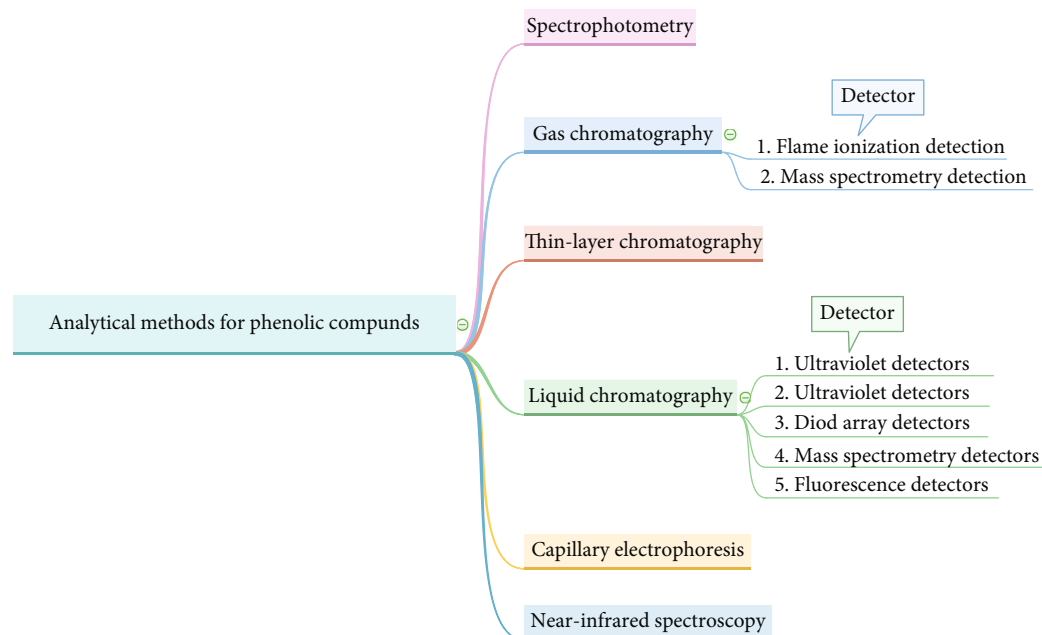 Spectrophotometry
Detector
Gas chromatography
1. Flame ionization detection
2. Mass spectrometry detection
Thin-layer chromatography
Analytical methods for phenolic compunds
Detector
1. Ultraviolet detectors
Liquid chromatography
2. Ultraviolet detectors
3. Diod array detectors
4. Mass spectrometry detectors
5. Fluorescence detectors
Capillary electrophoresis
Near-infrared spectroscopy